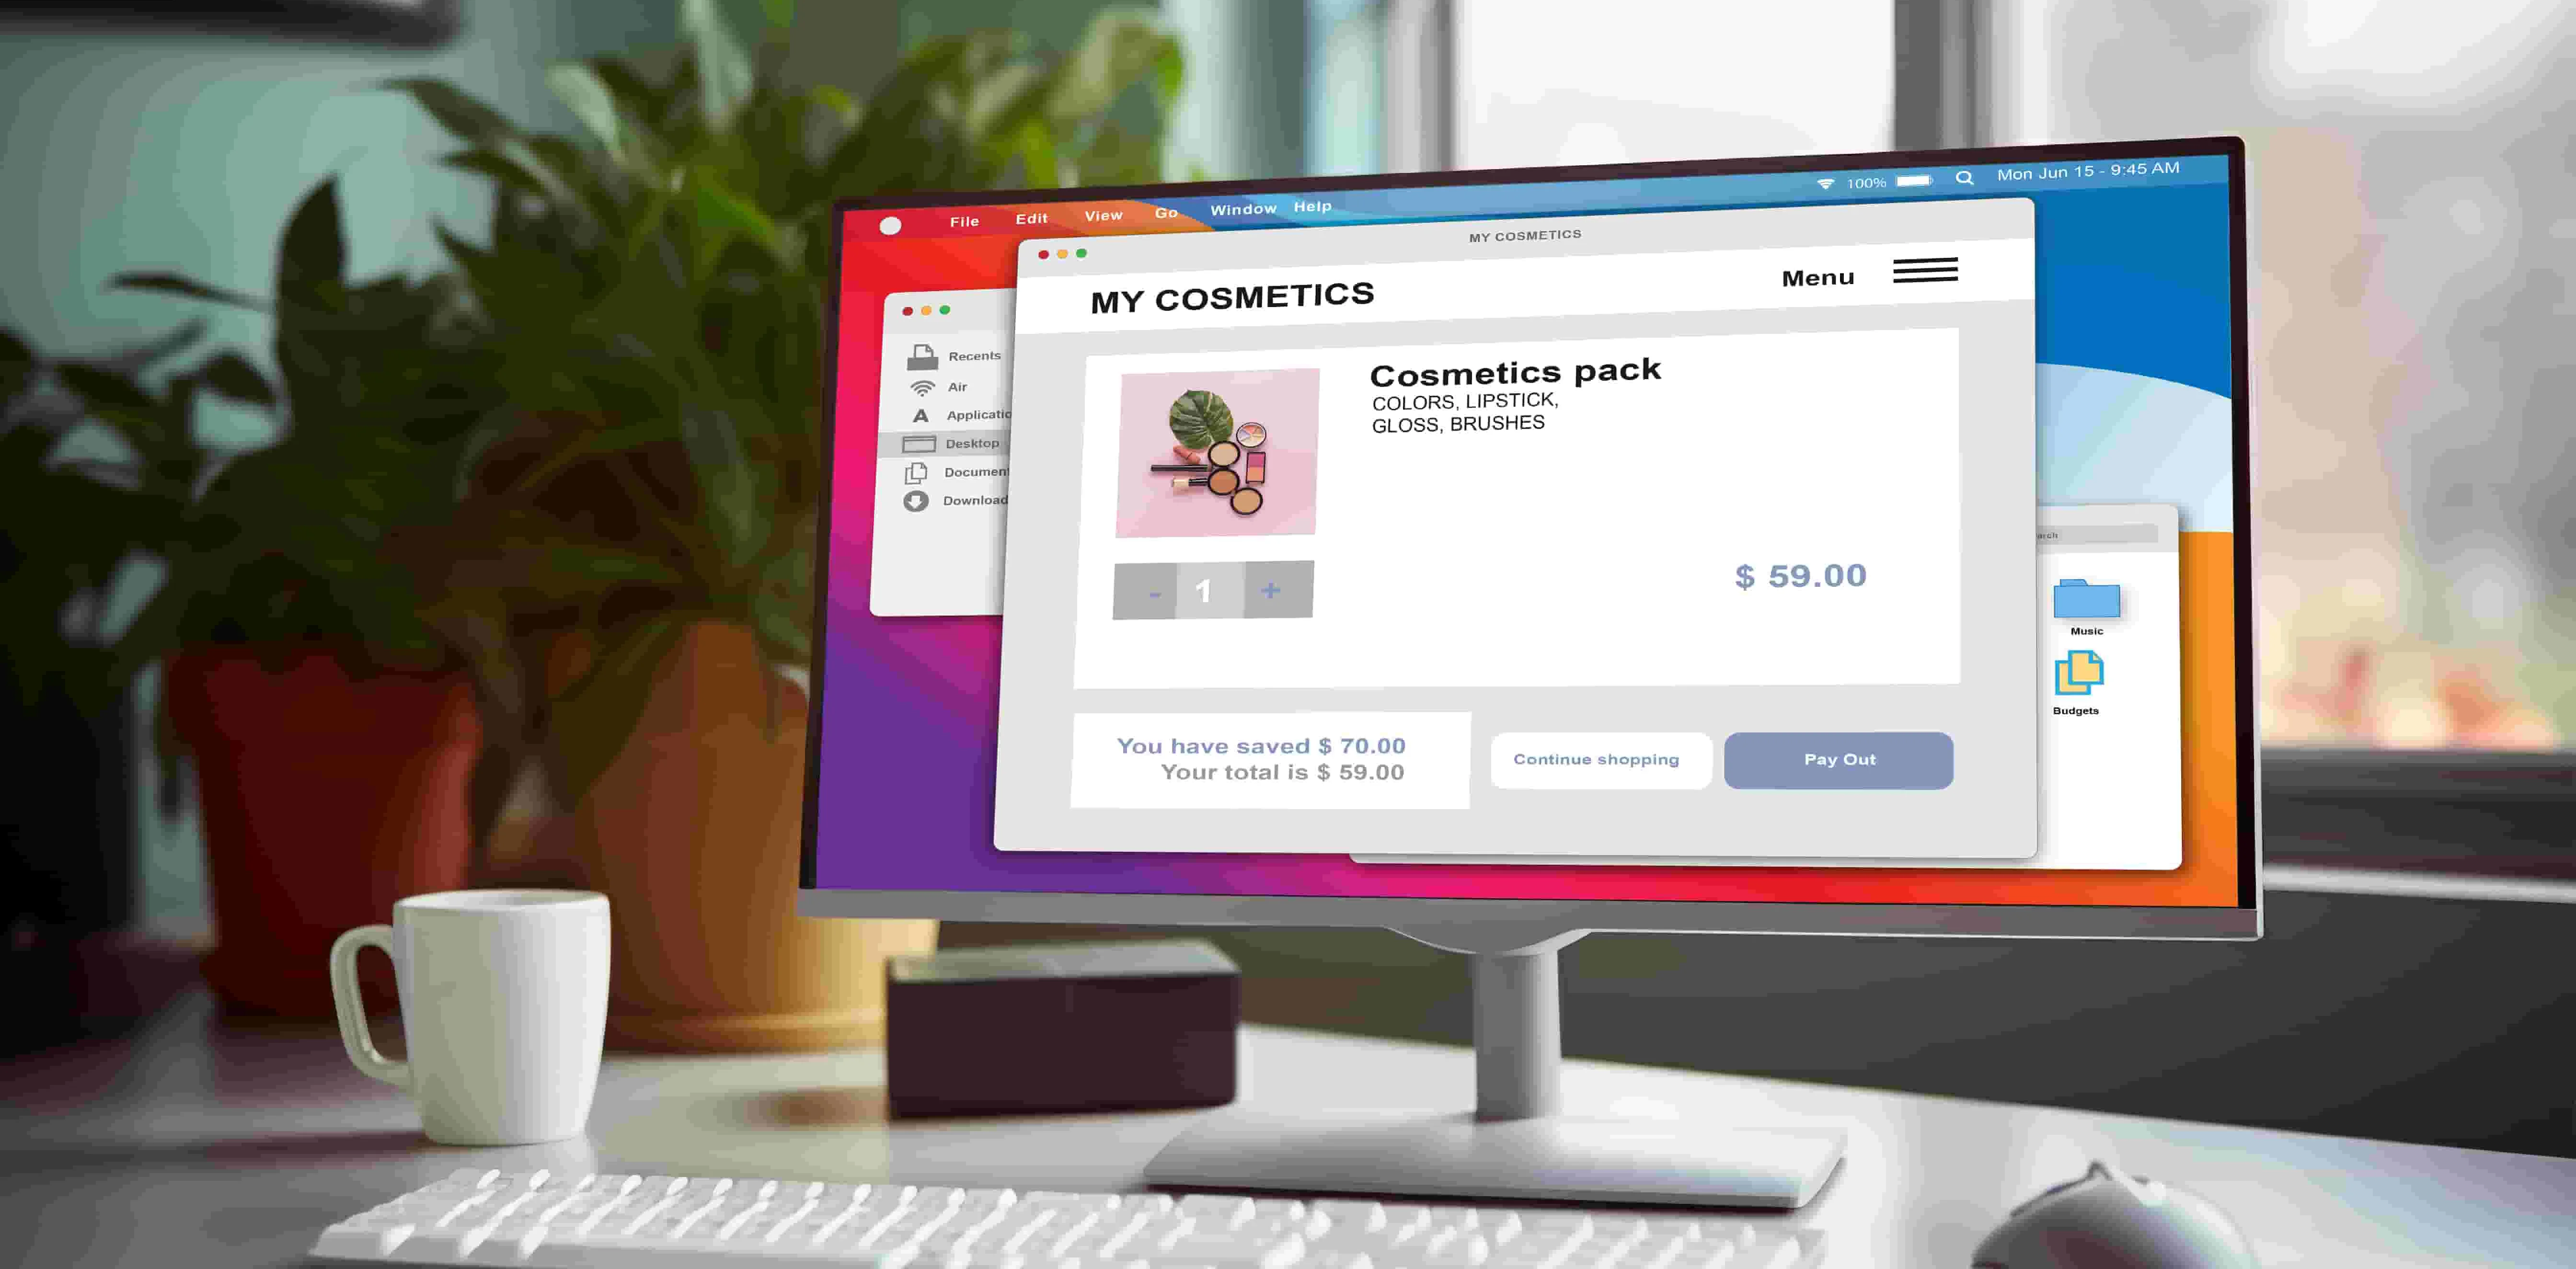 File Edit View Go Window Help
100% Mon Jun 15 - 9:45 AM
MY COSMETICS
MY COSMETICS
Menu
Recents
Air
Applicatio
Desktop
Documen
Download
Cosmetics pack
COLORS, LIPSTICK,
GLOSS, BRUSHES
- 1 +
$ 59.00
You have saved $ 70.00
Your total is $ 59.00
Continue shopping
Pay Out
arch
Music
Budgets